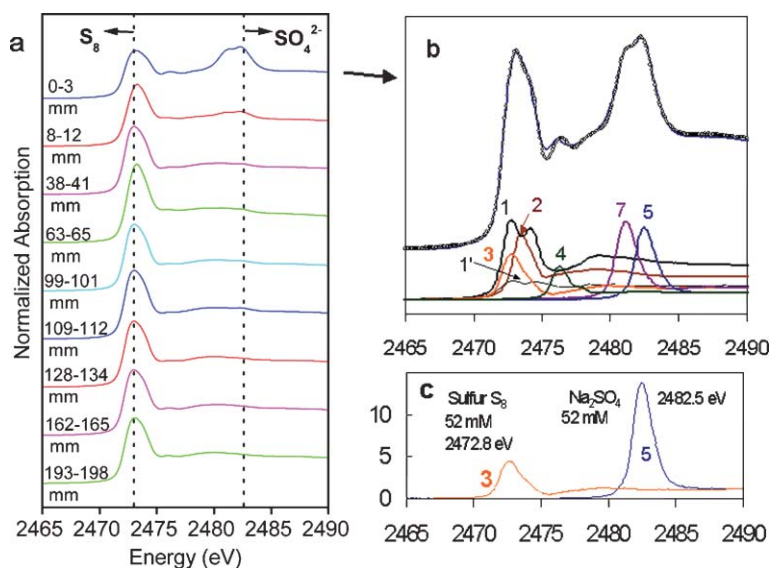 a
S8
SO4 2-
0-3
mm
8-12
mm
38-41
mm
63-65
mm
99-101
mm
109-112
mm
128-134
mm
162-165
mm
193-198
mm
Normalized Absorption
2465 2470 2475 2480 2485 2490
Energy (eV)
b
1
2
3
1'
4
7
5
2465 2470 2475 2480 2485 2490
c
Sulfur S8
52 mM
2472.8 eV
Na2SO4
52 mM
2482.5 eV
10
5
0
3
5
2465 2470 2475 2480 2485 2490